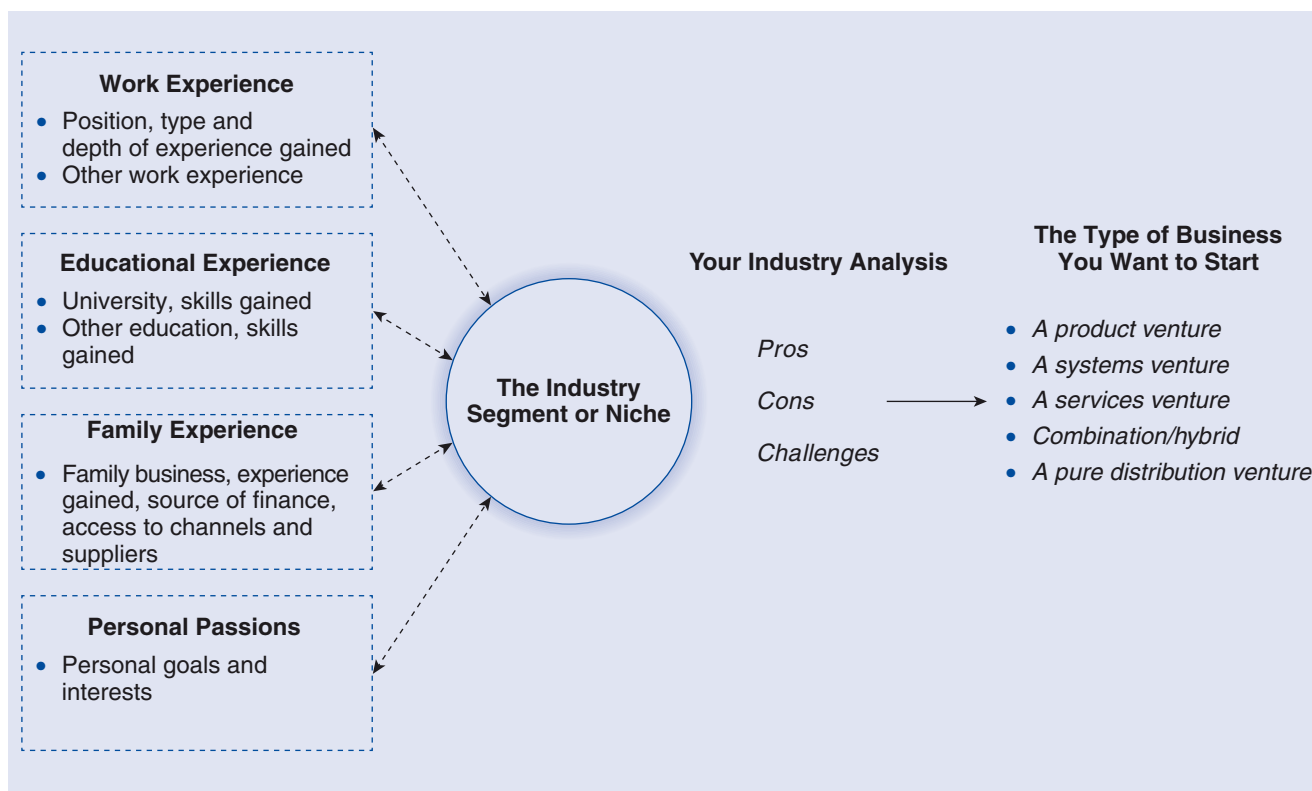 Work Experience
• Position, type and
depth of experience gained
• Other work experience
Educational Experience
• University, skills gained
• Other education, skills
gained
Family Experience
• Family business, experience
gained, source of finance,
access to channels and
suppliers
Personal Passions
• Personal goals and
interests
The Industry
Segment or Niche
Your Industry Analysis
Pros
Cons
Challenges
The Type of Business
You Want to Start
• A product venture
• A systems venture
• A services venture
• Combination/hybrid
• A pure distribution venture